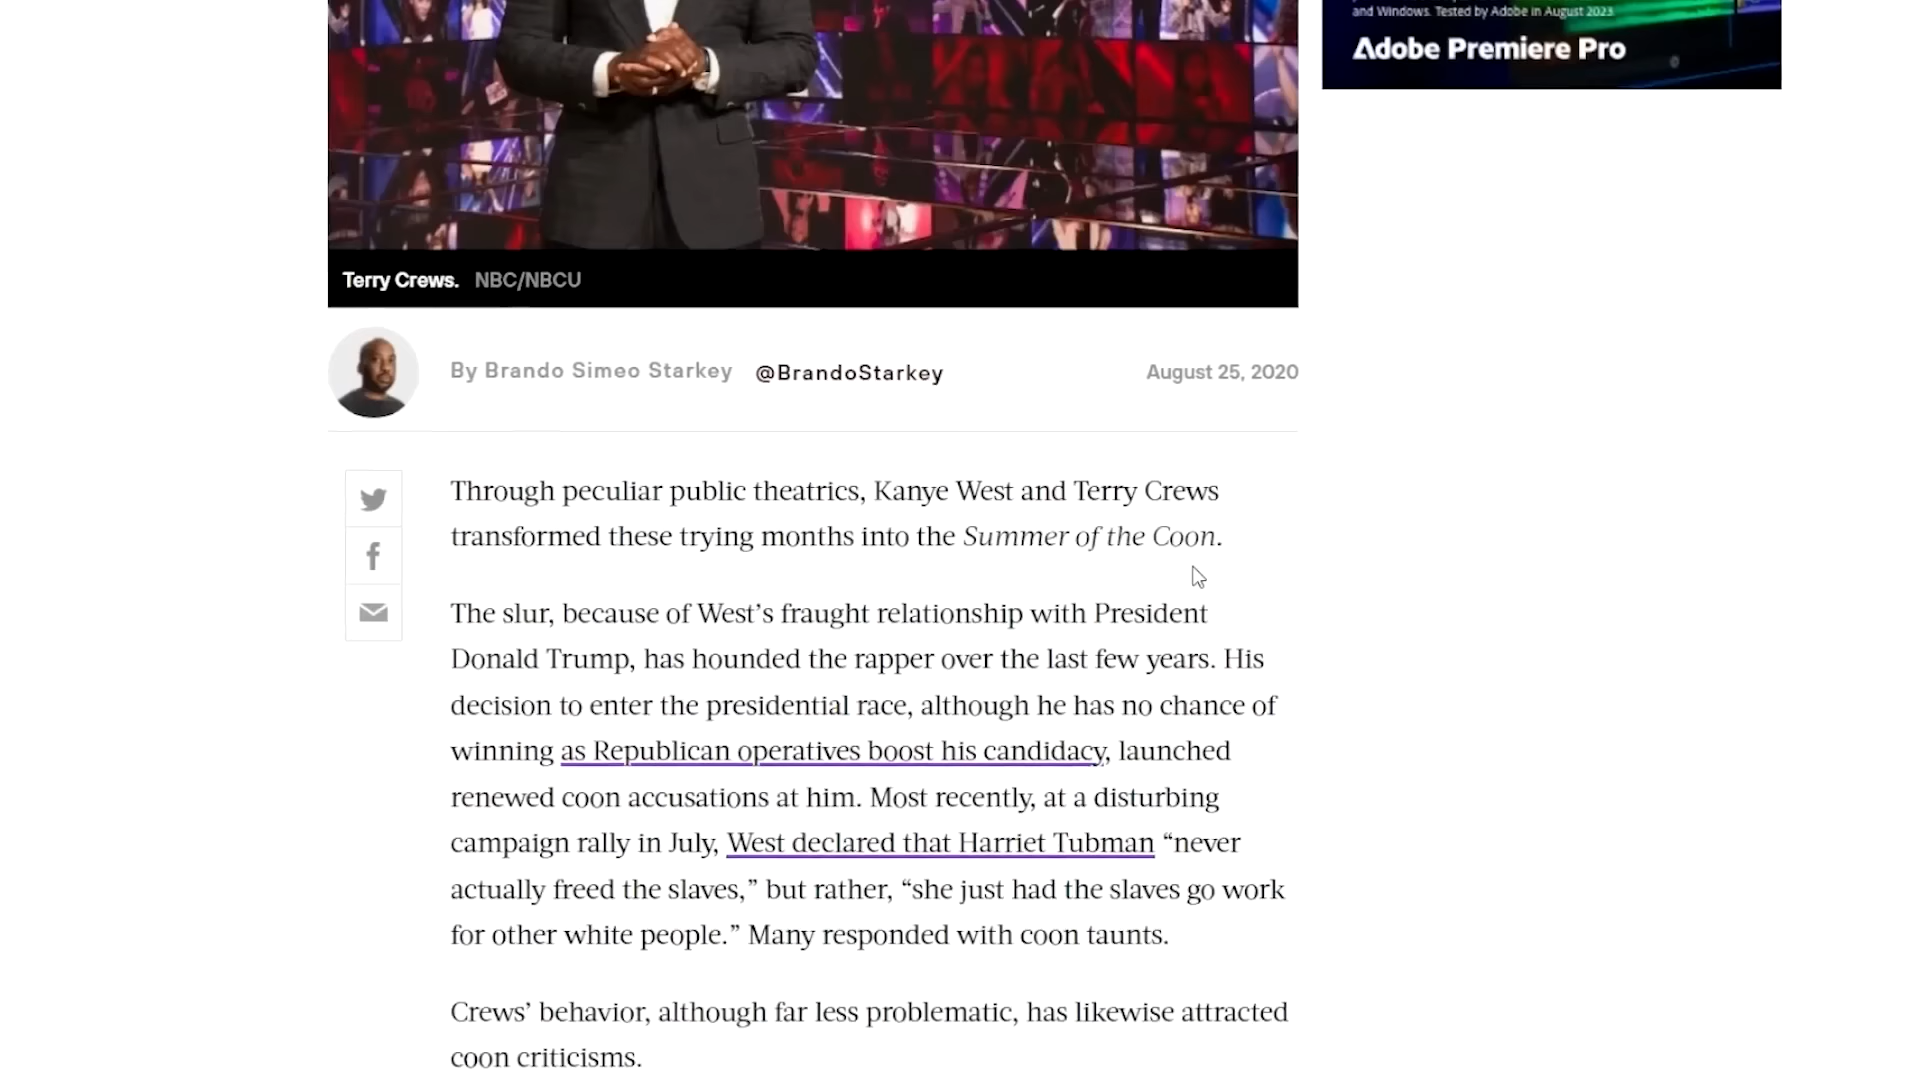 and Windows. Tested by Adobe in August 2023.
Adobe Premiere Pro
Terry Crews. NBC/NBCU
By Brando Simeo Starkey @BrandoStarkey August 25, 2020
Through peculiar public theatrics, Kanye West and Terry Crews
transformed these trying months into the Summer of the Coon.
The slur, because of West’s fraught relationship with President
Donald Trump, has hounded the rapper over the last few years. His
decision to enter the presidential race, although he has no chance of
winning as Republican operatives boost his candidacy, launched
renewed coon accusations at him. Most recently, at a disturbing
campaign rally in July, West declared that Harriet Tubman “never
actually freed the slaves,” but rather, “she just had the slaves go work
for other white people.” Many responded with coon taunts.
Crews’ behavior, although far less problematic, has likewise attracted
coon criticisms.